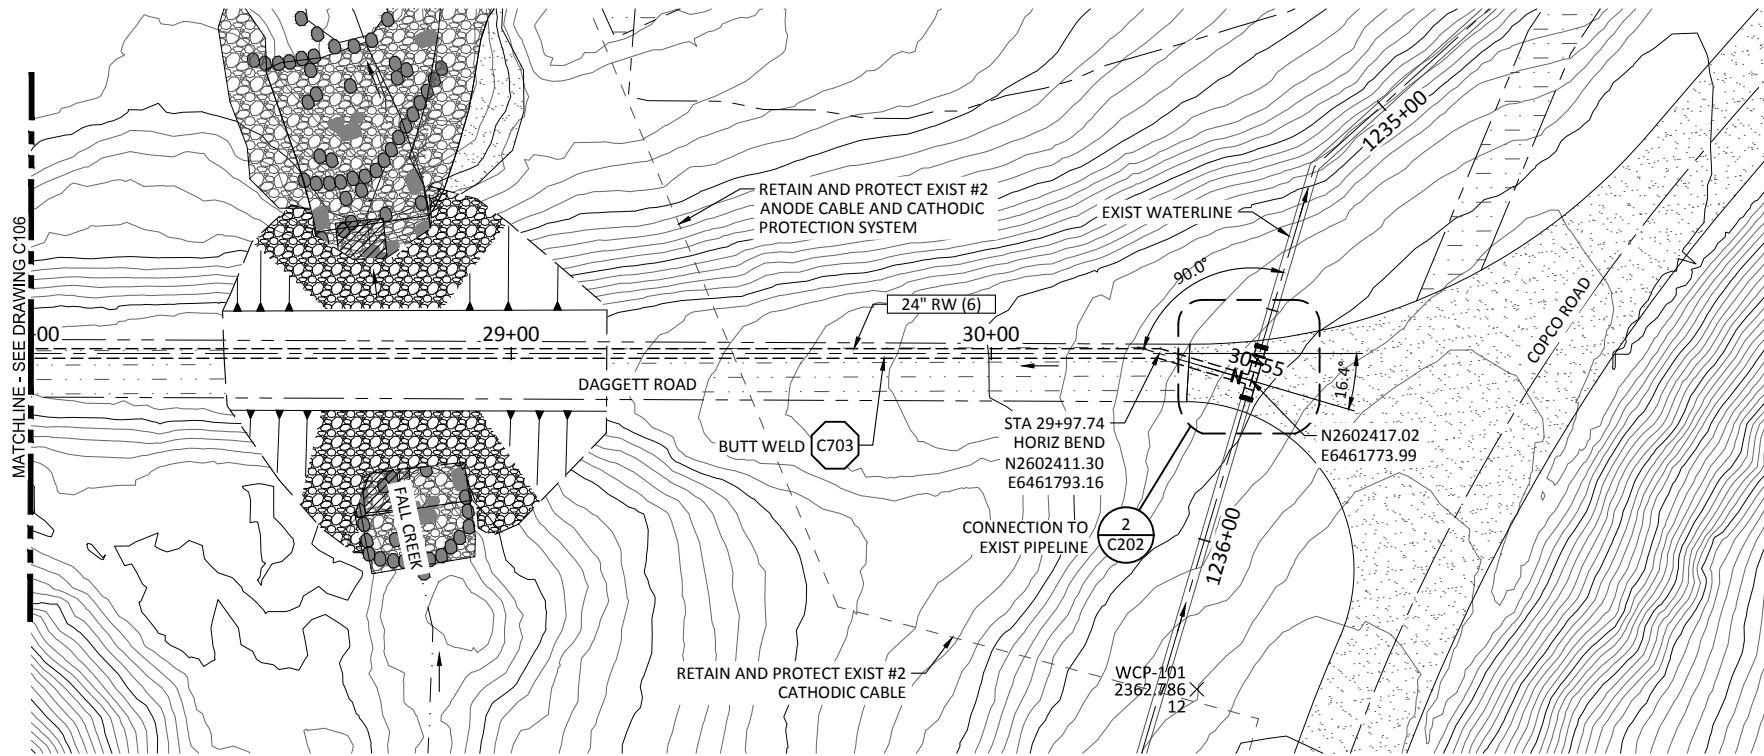 MATCHLINE - SEE DRAWING C106
00
29+00
30+00
30+55
24" RW (6)
DAGGETT ROAD
RETAIN AND PROTECT EXIST #2
ANODE CABLE AND CATHODIC
PROTECTION SYSTEM
EXIST WATERLINE
1235+00
90.0°
COPCO ROAD
16.4°
BUTT WELD
C703
STA 29+97.74
HORIZ BEND
N2602411.30
E6461793.16
N2602417.02
E6461773.99
CONNECTION TO
EXIST PIPELINE
2
C202
1236+00
FALL CREEK
RETAIN AND PROTECT EXIST #2
CATHODIC CABLE
WCP-101
2362.786
12